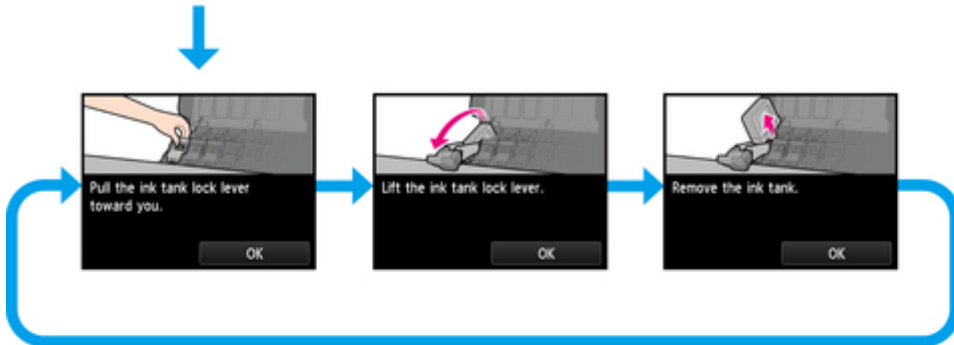 Pull the ink tank lock lever
toward you.
OK
Lift the ink tank lock lever.
OK
Remove the ink tank.
OK